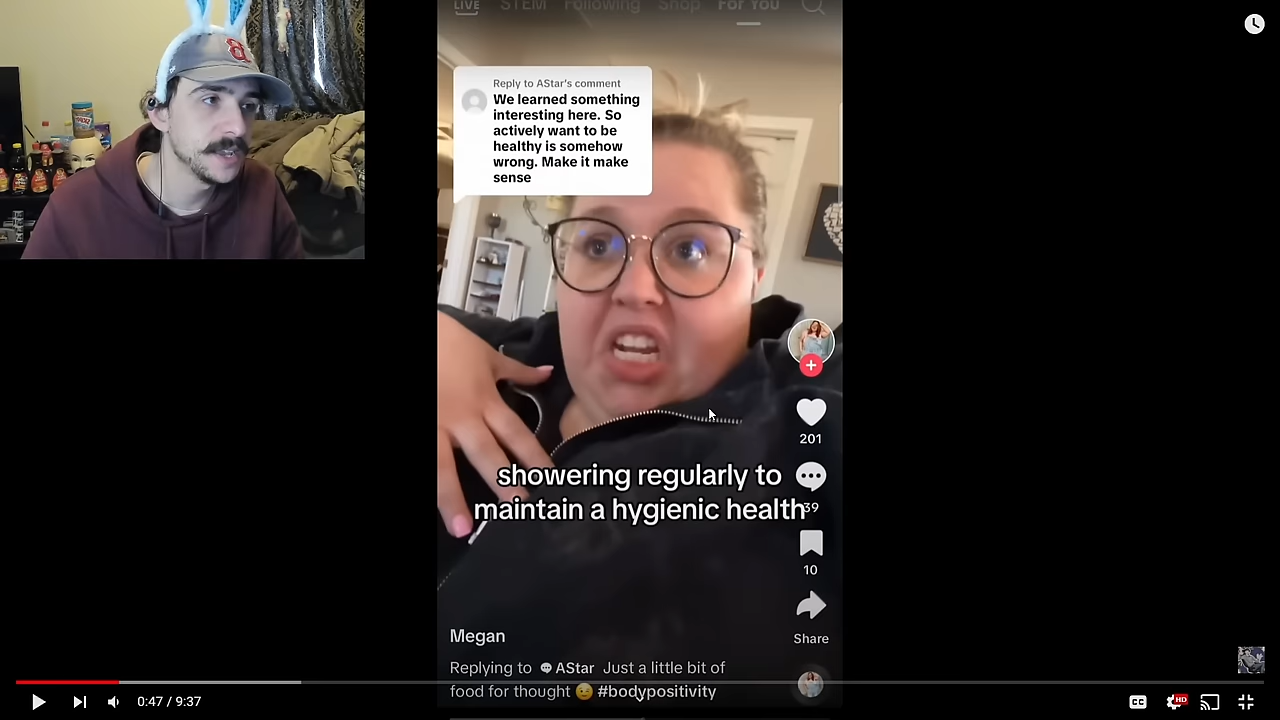 LIVE STEM Following Shop For You
Reply to AStar's comment
We learned something
interesting here. So
actively want to be
healthy is somehow
wrong. Make it make
sense
201
showering regularly to
maintain a hygienic health
39
10
Share
Megan
Replying to AStar Just a little bit of
food for thought 😉 #bodypositivity
0:47 / 9:37
CC
HD